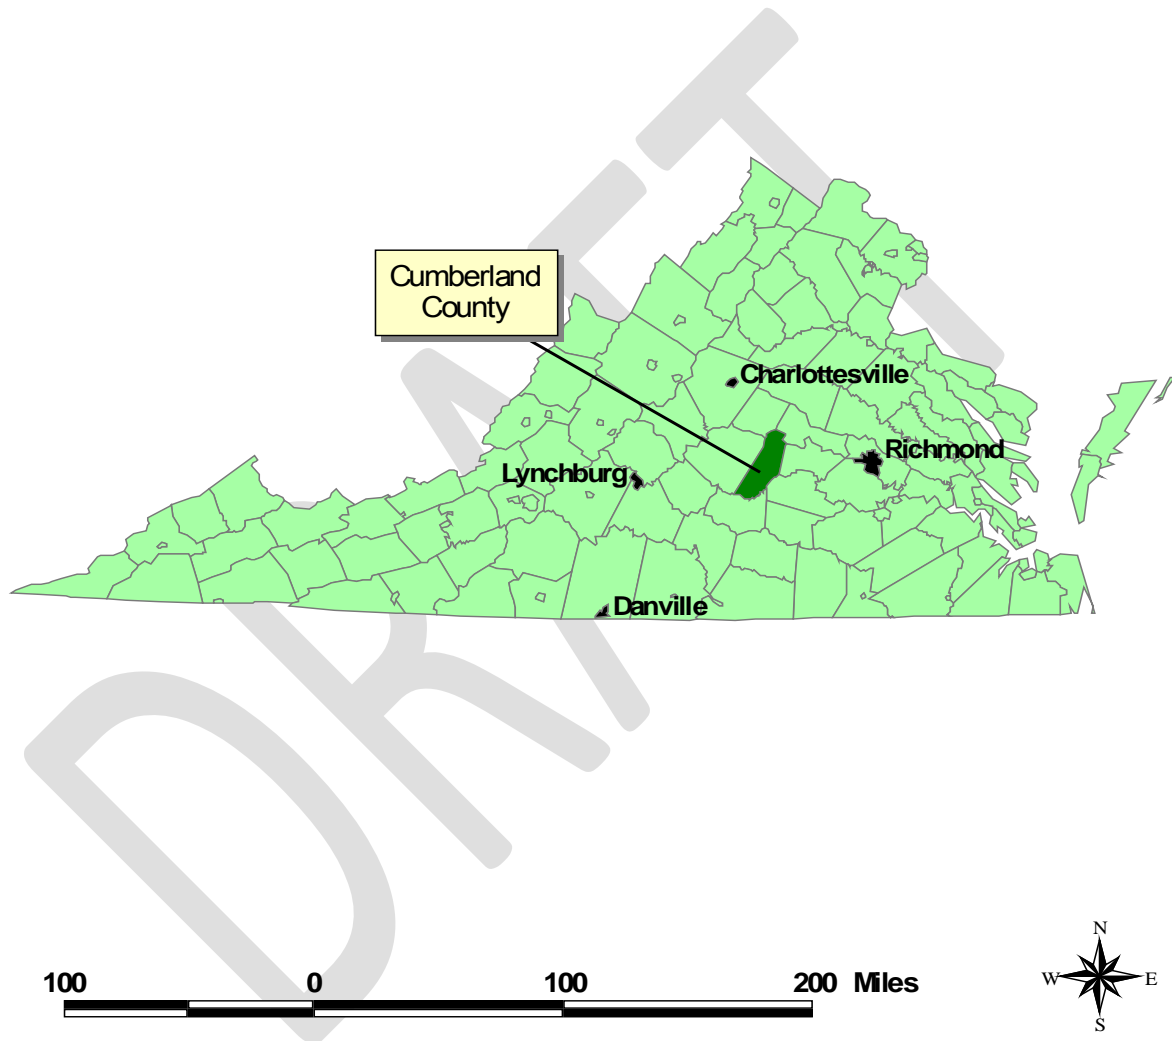 DRAFT
Cumberland
County
Charlottesville
Richmond
Lynchburg
Danville
N
W E
S
100 0 100 200 Miles